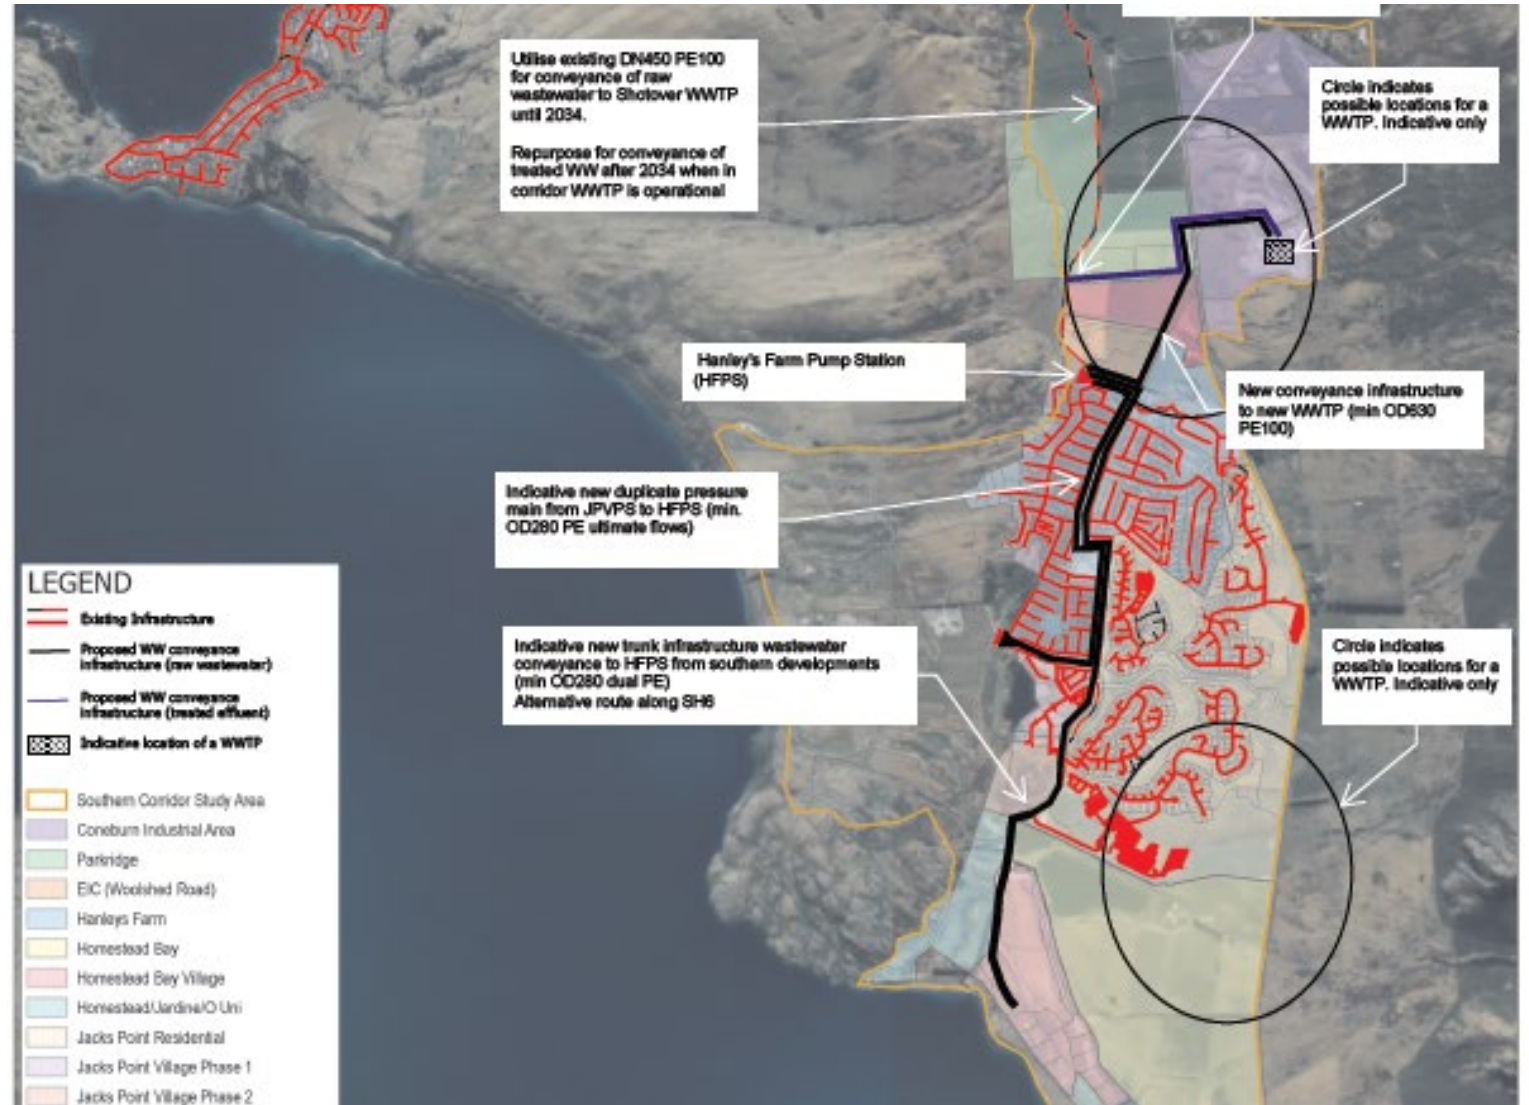 Utilise existing DN450 PE100
for conveyance of raw
wastewater to Shotover WWTP
until 2034.
Repurpose for conveyance of
treated WW after 2034 when in
corridor WWTP is operational
Circle indicates
possible locations for a
WWTP. Indicative only
Hanley's Farm Pump Station
(HFPS)
New conveyance infrastructure
to new WWTP (min OD630
PE100)
Indicative new duplicate pressure
main from JPVPS to HFPS (min.
OD280 PE ultimate flows)
Indicative new trunk infrastructure wastewater
conveyance to HFPS from southern developments
(min OD280 dual PE)
Alternative route along SH6
Circle indicates
possible locations for a
WWTP. Indicative only
LEGEND
Existing Infrastructure
Proposed WW conveyance
infrastructure (raw wastewater)
Proposed WW conveyance
infrastructure (treated effluent)
Indicative location of a WWTP
Southern Corridor Study Area
Coneburn Industrial Area
Parkridge
EIC (Woolshed Road)
Hanleys Farm
Homestead Bay
Homestead Bay Village
Homestead/Jardine/O Uni
Jacks Point Residential
Jacks Point Village Phase 1
Jacks Point Village Phase 2